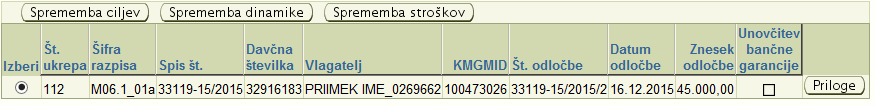 Sprememba ciljev Sprememba dinamike Sprememba stroškov
Izberi Št. ukrepa Šifra razpisa Spis št. Davčna številka Vlagatelj KMGMID Št. odločbe Datum odločbe Znesek odločbe Unovčitev bančne garancije
112 M06.1_01a 33119-15/2015 32916183 PRIIMEK IME_0269662 100473026 33119-15/2015/2 16.12.2015 45.000,00 Priloge